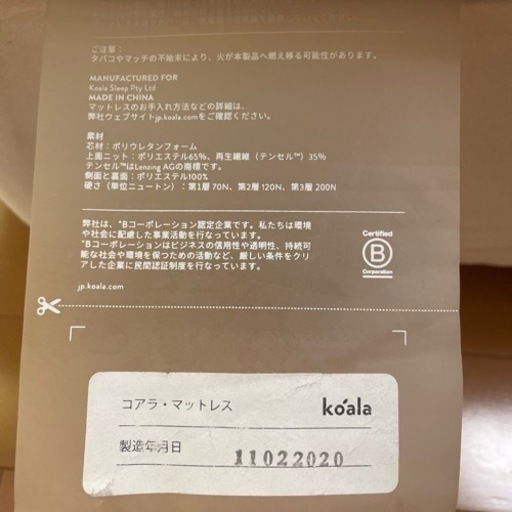 ご注意：
タバコやマッチの不始末により、火が本製品へ燃え移る可能性があります。
MANUFACTURED FOR
Koala Sleep Pty Ltd
MADE IN CHINA
マットレスのお手入れ方法などの詳細は、
弊社ウェブサイトjp.koala.comをご確認ください。
素材
芯材：ポリウレタンフォーム
上面ニット：ポリエステル65%、再生繊維（テンセル™）35%
テンセル™はLenzing AGの商標です。
側面と裏面：ポリエステル100%
硬さ（単位ニュートン）：第1層 70N、第2層 120N、第3層 200N
弊社は、*Bコーポレーション認定企業です。私たちは環境
や社会に配慮した事業活動を行なっています。
*Bコーポレーションはビジネスの信用性や透明性、持続可
能な社会や環境を保つための活動など、厳しい条件をクリ
アした企業に民間認証制度を行なっています。
Certified
B
Corporation
jp.koala.com
コアラ・マットレス
koala
製造年月日
11022020